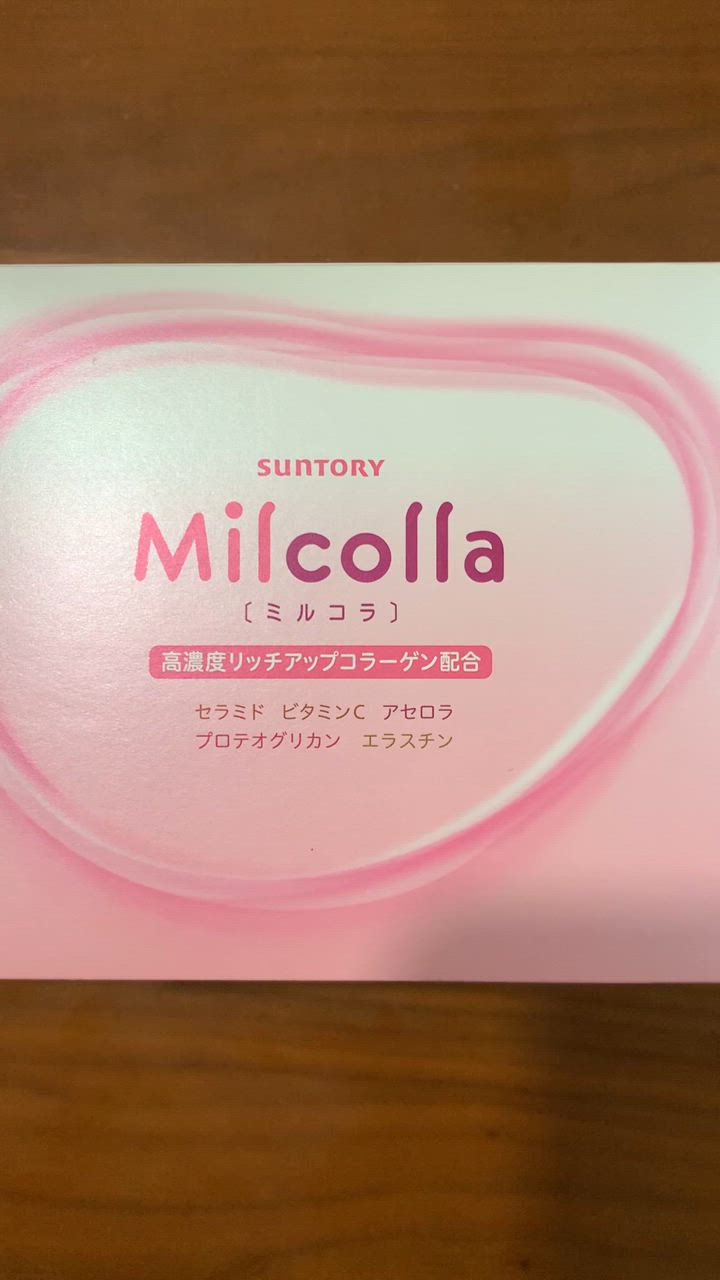 SUNTORY
Milcolla
〔ミルコラ〕
高濃度リッチアップコラーゲン配合
セラミド ビタミンC アセロラ
プロテオグリカン エラスチン